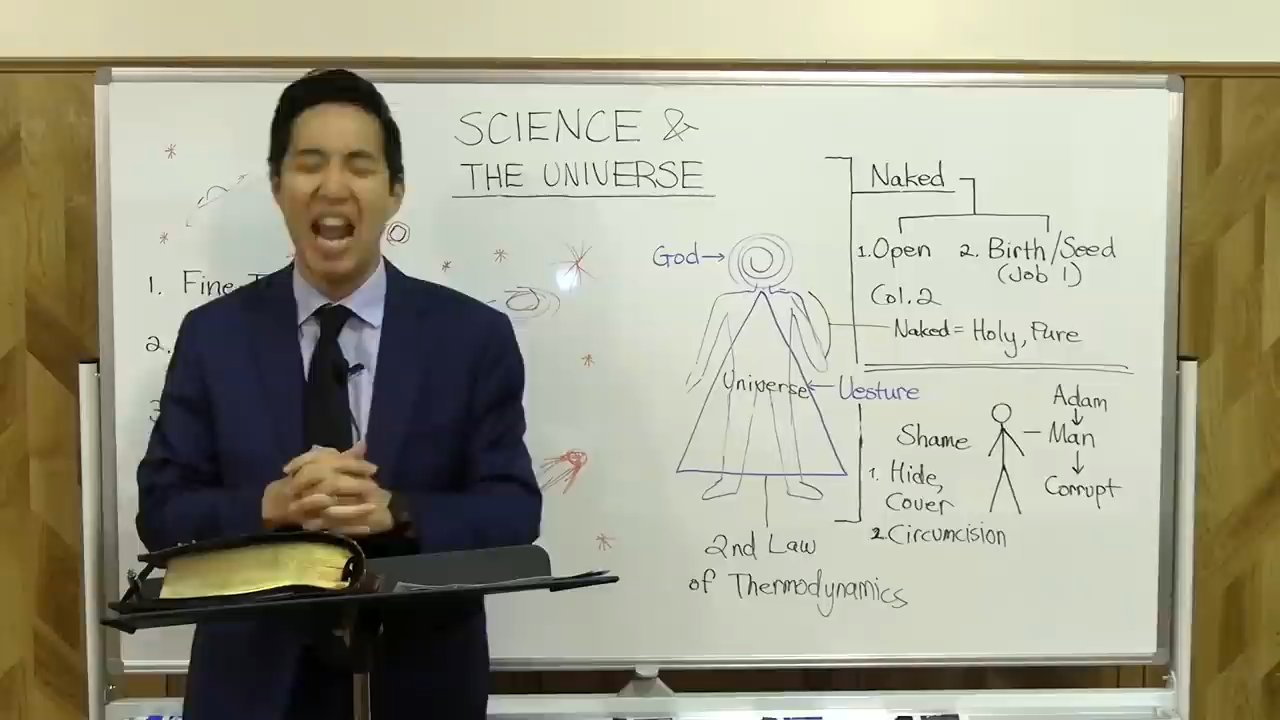 SCIENCE &
THE UNIVERSE
1. Fine
2.
God→
Universe ← Vesture
2nd Law
of Thermodynamics
Naked
1.Open 2. Birth/Seed
(Job 1)
Col. 2
Naked = Holy, Pure
Adam
Shame
Man
1. Hide,
Cover
Corrupt
2.Circumcision